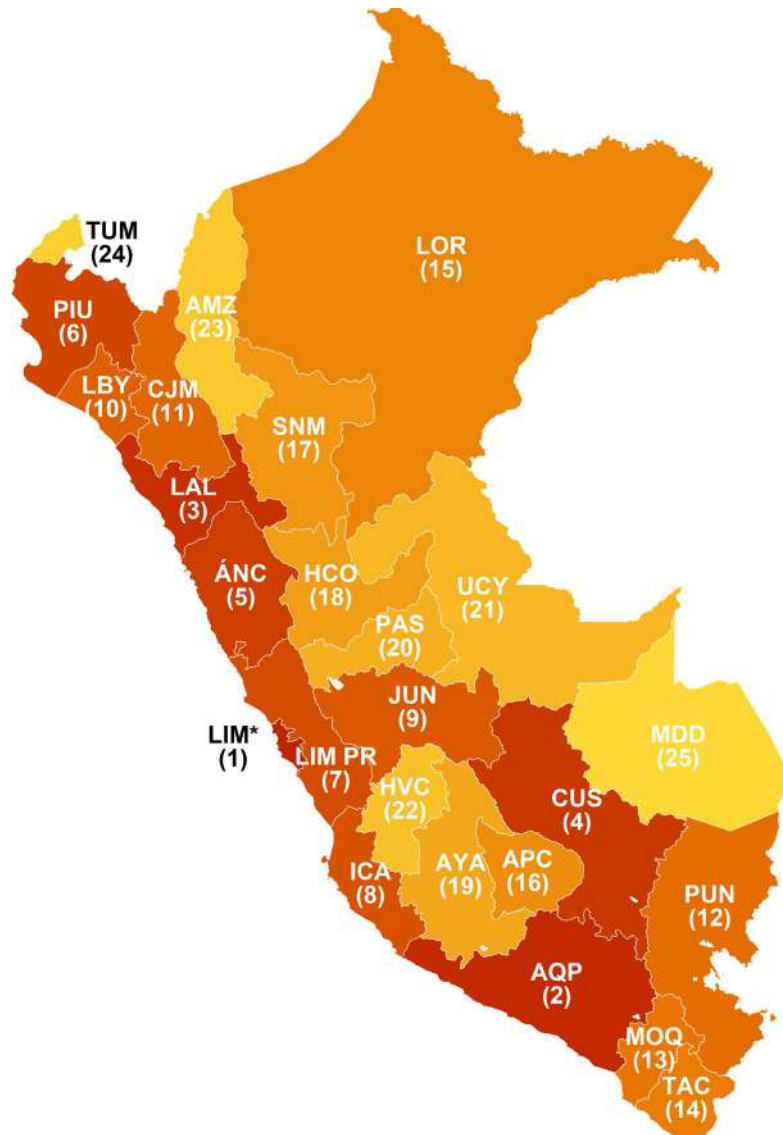 TUM
(24)
LOR
(15)
PIU
(6)
AMZ
(23)
LBY
(10)
CJM
(11)
SNM
(17)
LAL
(3)
ÁNC
(5)
HCO
(18)
UCY
(21)
PAS
(20)
JUN
(9)
LIM*
(1)
LIM PR
(7)
MDD
(25)
HVC
(22)
CUS
(4)
ICA
(8)
AYA
(19)
APC
(16)
PUN
(12)
AQP
(2)
MOQ
(13)
TAC
(14)